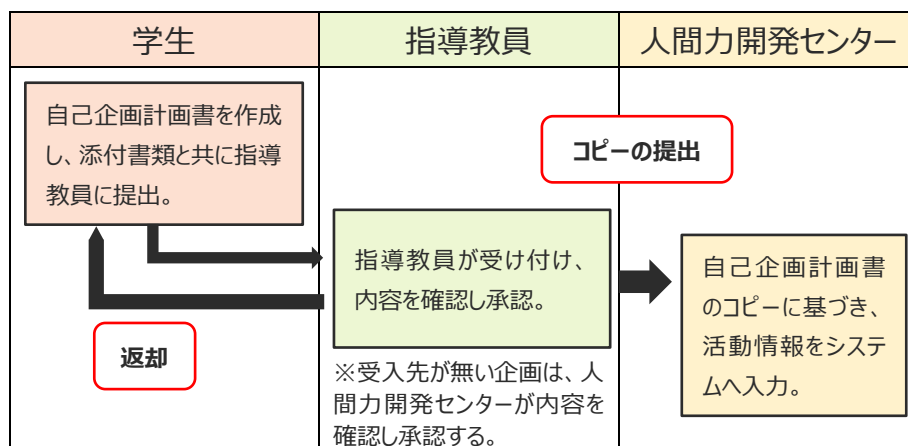 学生
指導教員
人間力開発センター
自己企画計画書を作成
し、添付書類と共に指導
教員に提出。
コピーの提出
指導教員が受け付け、
内容を確認し承認。
自己企画計画書
のコピーに基づき、
活動情報をシステ
ムへ入力。
返却
※受入先が無い企画は、人
間力開発センターが内容を
確認し承認する。